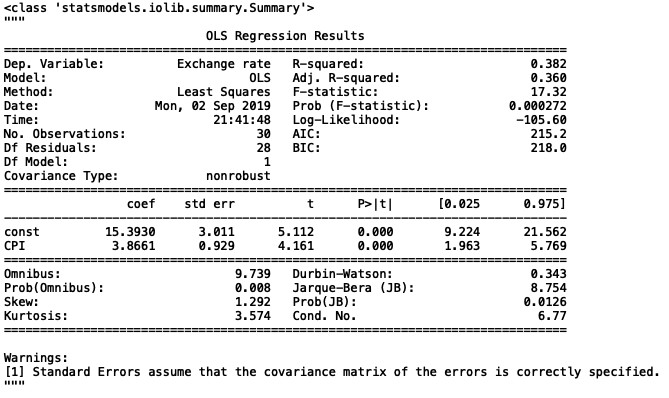 <class 'statsmodels.iolib.summary.Summary'>
"""
                            OLS Regression Results
==============================================================================
Dep. Variable:          Exchange rate   R-squared:                       0.382
Model:                            OLS   Adj. R-squared:                  0.360
Method:                 Least Squares   F-statistic:                     17.32
Date:                Mon, 02 Sep 2019   Prob (F-statistic):           0.000272
Time:                        21:41:48   Log-Likelihood:                -105.60
No. Observations:                  30   AIC:                             215.2
Df Residuals:                      28   BIC:                             218.0
Df Model:                           1
Covariance Type:            nonrobust
==============================================================================
                 coef    std err          t      P>|t|      [0.025      0.975]
------------------------------------------------------------------------------
const         15.3930      3.011      5.112      0.000       9.224      21.562
CPI            3.8661      0.929      4.161      0.000       1.963       5.769
==============================================================================
Omnibus:                        9.739   Durbin-Watson:                   0.343
Prob(Omnibus):                  0.008   Jarque-Bera (JB):                8.754
Skew:                           1.292   Prob(JB):                       0.0126
Kurtosis:                       3.574   Cond. No.                         6.77
==============================================================================

Warnings:
[1] Standard Errors assume that the covariance matrix of the errors is correctly specified.
"""